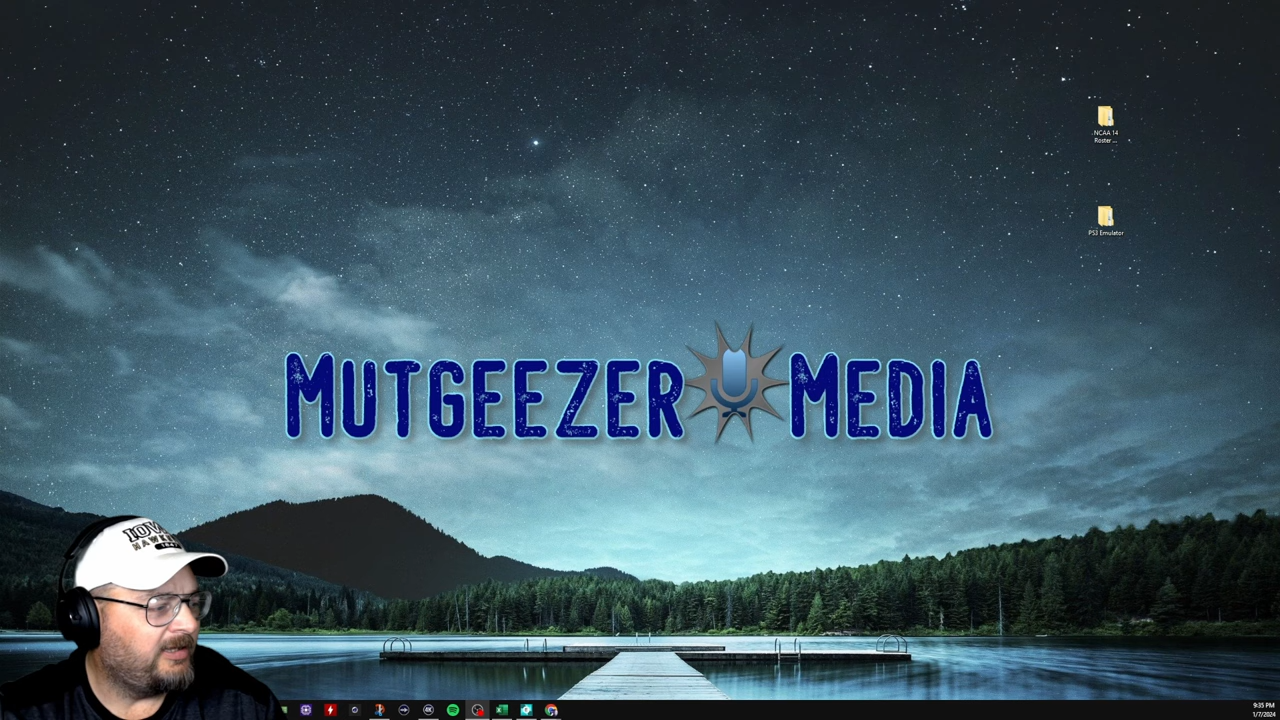 NCAA 14
Roster ...
PS3 Emulator
MUTGEEZER MEDIA
IOWA
9:35 PM
1/7/2024